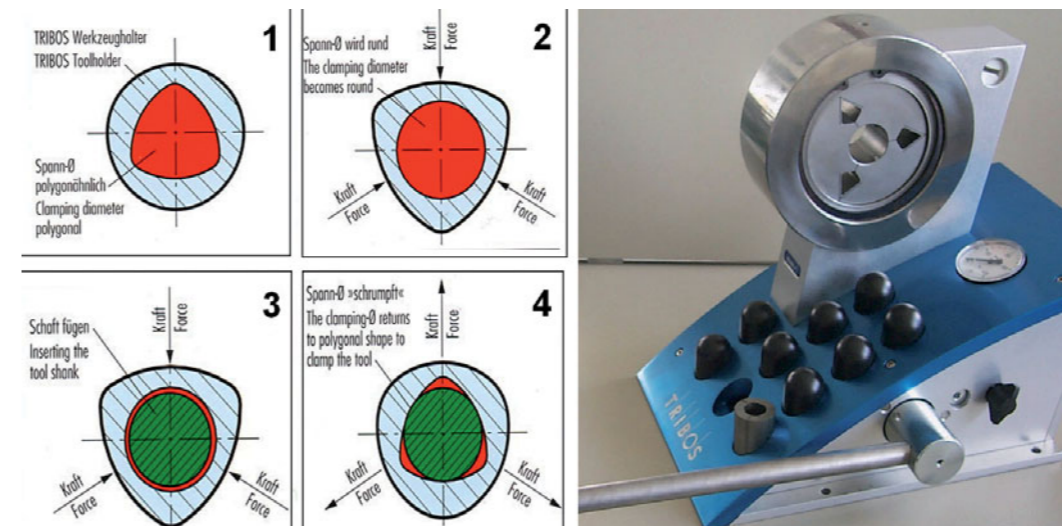 1
TRIBOS Werkzeughalter
TRIBOS Toolholder
Spann-Ø
polygonähnlich
Clamping diameter
polygonal
2
Kraft
Force
Spann-Ø wird rund
The clamping diameter
becomes round
Kraft
Force
Kraft
Force
3
Kraft
Force
Schaft fügen
Inserting the
tool shank
Kraft
Force
Kraft
Force
4
Spann-Ø »schrumpft«
Kraft
Force
The clamping-Ø returns
to polygonal shape to
clamp the tool
Kraft
Force
Kraft
Force
TRIBOS